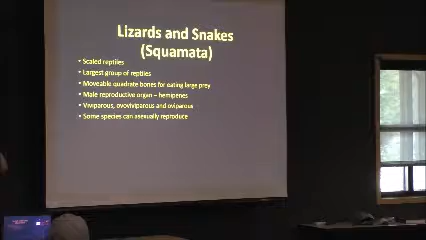 Lizards and Snakes
(Squamata)
• Scaled reptiles
• Largest group of reptiles
• Moveable quadrate bones for eating large prey
• Male reproductive organ – hemipenes
• Viviparous, ovoviviparous and oviparous
• Some species can asexually reproduce